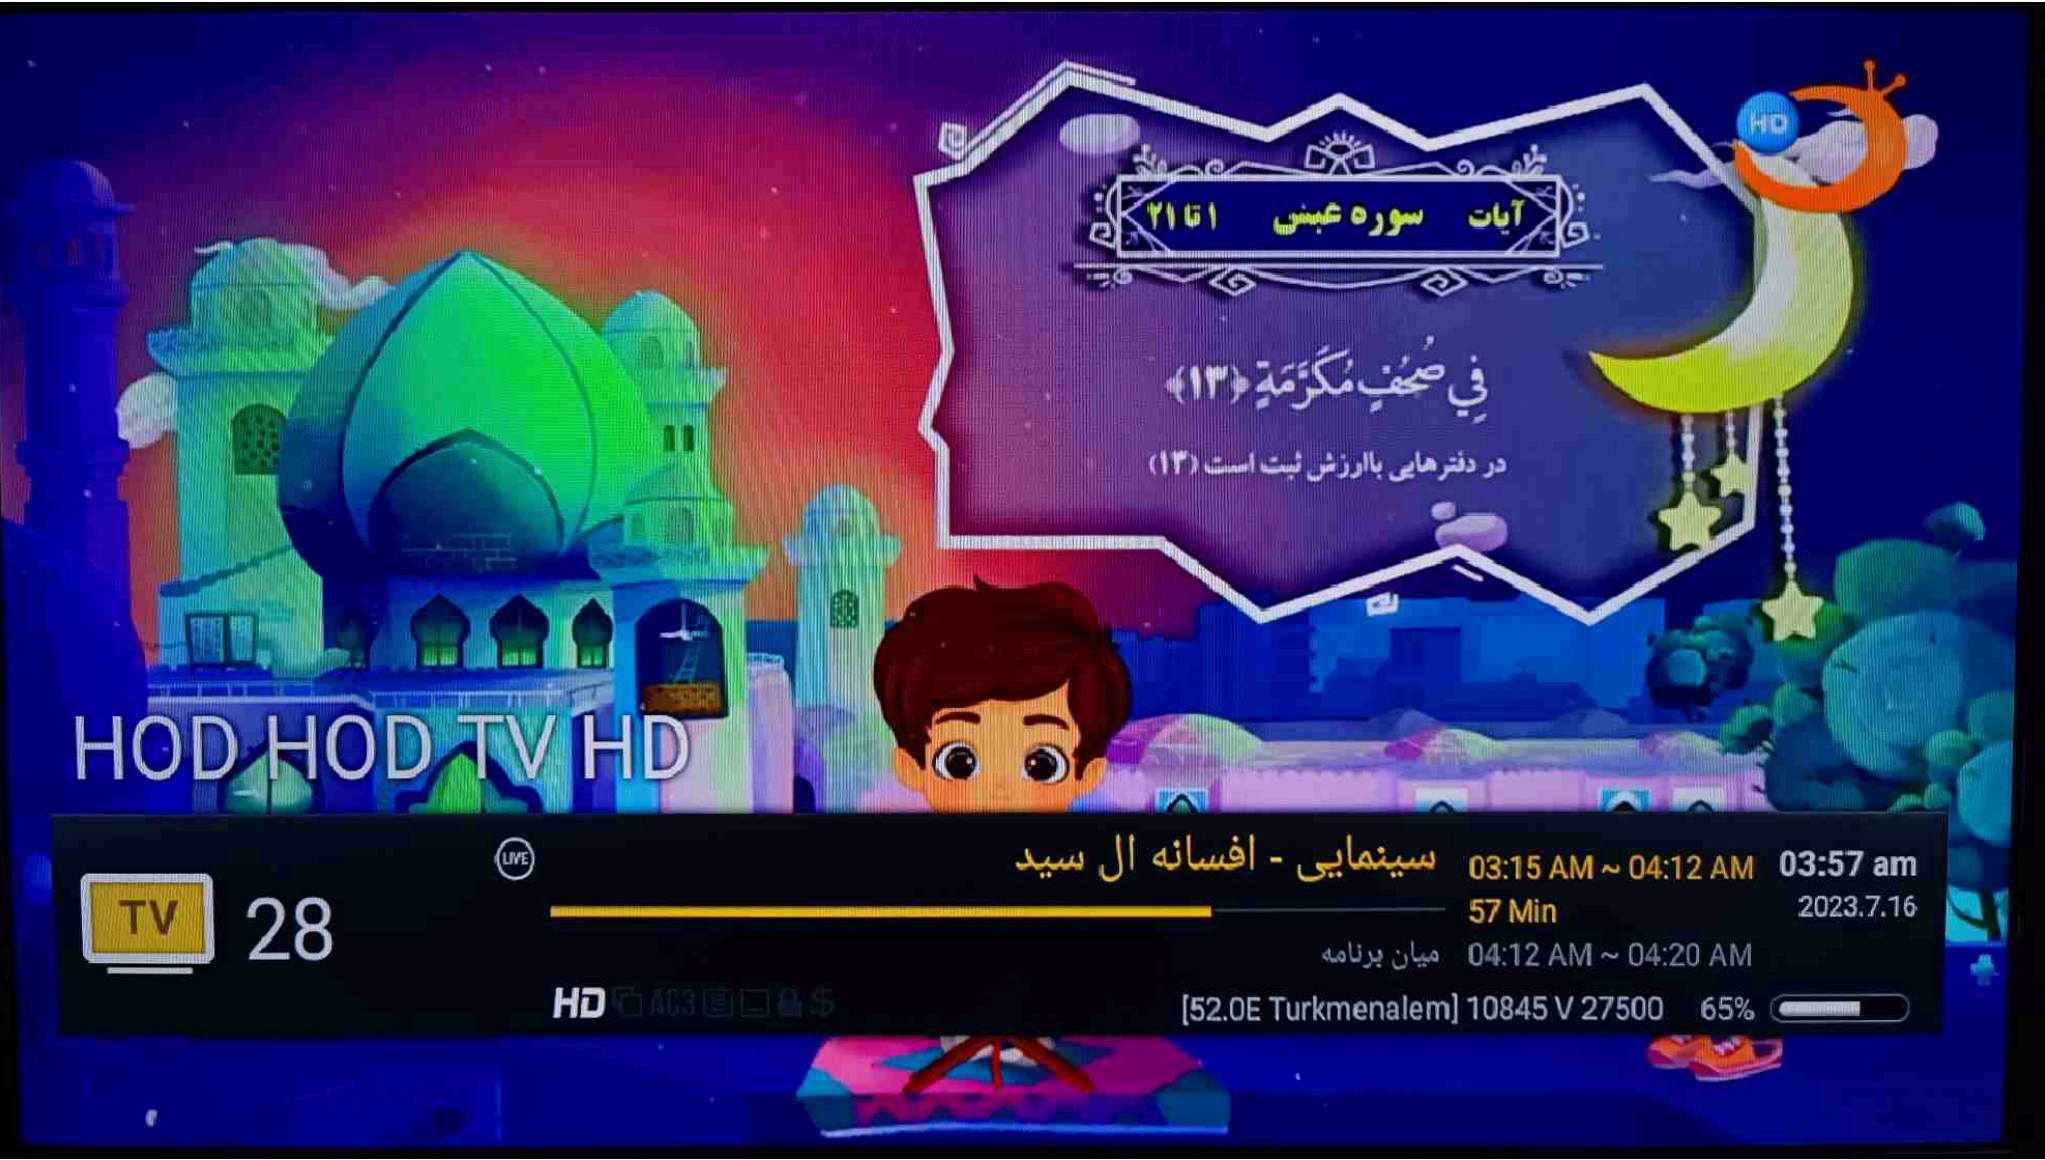 HD
آیات سوره عبس ۱ تا ۲۱
فِي صُحُفٍ مُكَرَّمَةٍ ﴿۱۳﴾
در دفترهایی باارزش ثبت است (۱۳)
HOD HOD TV HD
LIVE
سینمایی - افسانه ال سید
03:15 AM ~ 04:12 AM
03:57 am
TV
28
57 Min
2023.7.16
میان برنامه
04:12 AM ~ 04:20 AM
HD AC3 $
[52.0E Turkmenalem] 10845 V 27500
65%